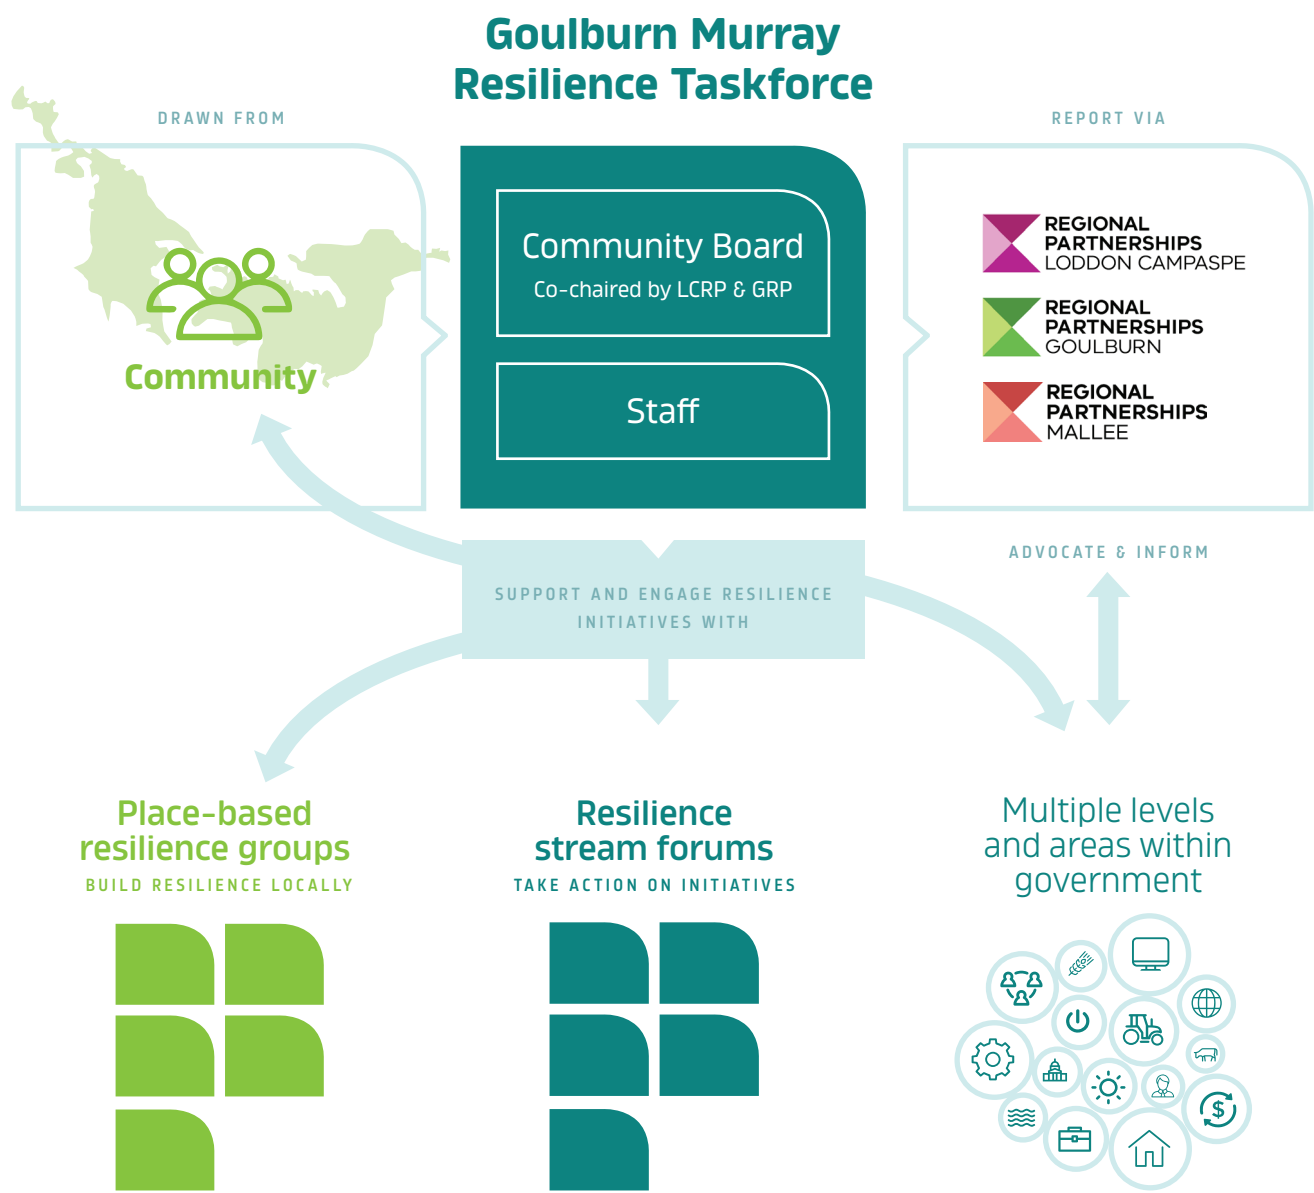 Goulburn Murray
Resilience Taskforce
DRAWN FROM
Community
Community Board
Co-chaired by LCRP & GRP
Staff
REPORT VIA
REGIONAL
PARTNERSHIPS
LODDON CAMPASPE
REGIONAL
PARTNERSHIPS
GOULBURN
REGIONAL
PARTNERSHIPS
MALLEE
SUPPORT AND ENGAGE RESILIENCE
INITIATIVES WITH
ADVOCATE & INFORM
Place-based
resilience groups
BUILD RESILIENCE LOCALLY
Resilience
stream forums
TAKE ACTION ON INITIATIVES
Multiple levels
and areas within
government
$